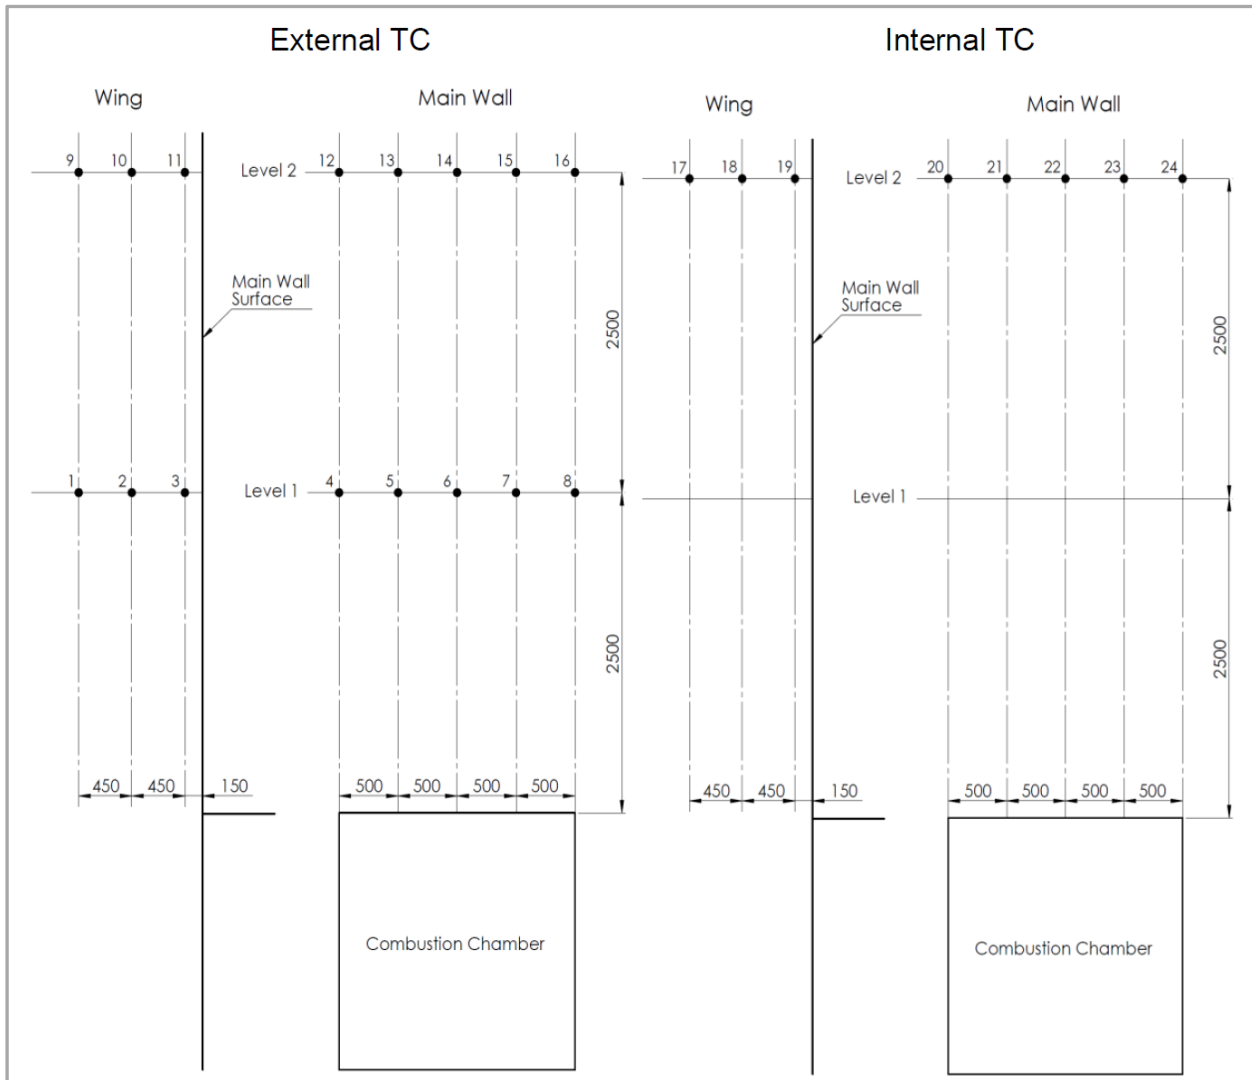 External TC
Internal TC
Wing
Main Wall
9 10 11
Level 2
12 13 14 15 16
Main Wall
Surface
2500
1 2 3
Level 1
4 5 6 7 8
2500
450 450 150
500 500 500 500
Combustion Chamber
Wing
Main Wall
17 18 19
Level 2
20 21 22 23 24
Main Wall
Surface
2500
Level 1
2500
450 450 150
500 500 500 500
Combustion Chamber